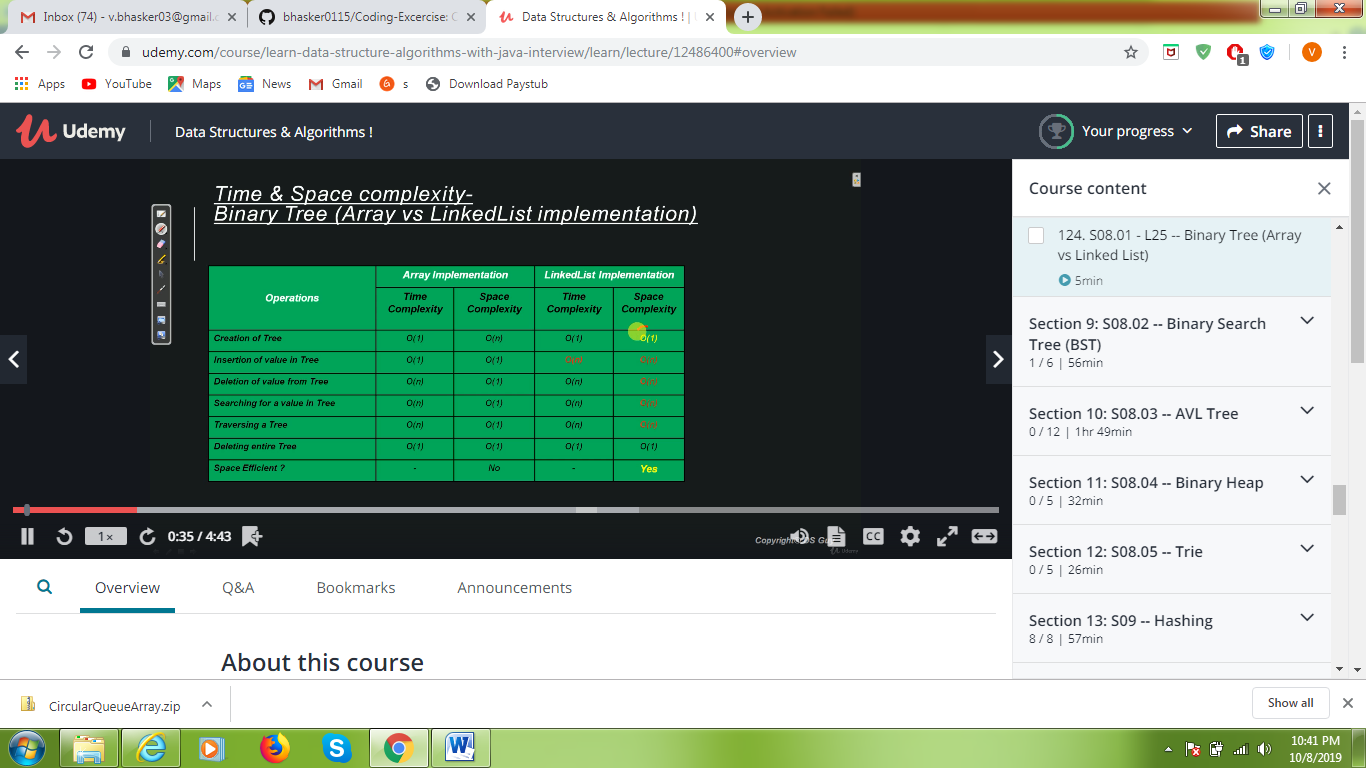 Inbox (74) - v.bhasker03@gmail.c
bhasker0115/Coding-Excercise: C
Data Structures & Algorithms ! |
udemy.com/course/learn-data-structure-algorithms-with-java-interview/learn/lecture/12486400#overview
1
V
Apps YouTube Maps News Gmail s Download Paystub
Udemy
Data Structures & Algorithms !
Your progress
Share
Time & Space complexity-
Binary Tree (Array vs LinkedList implementation)
Operations Array Implementation LinkedList Implementation
Time Complexity Space Complexity Time Complexity Space Complexity
Creation of Tree O(1) O(n) O(1) O(1)
Insertion of value in Tree O(1) O(1) O(n) O(n)
Deletion of value from Tree O(n) O(1) O(n) O(n)
Searching for a value in Tree O(n) O(1) O(n) O(n)
Traversing a Tree O(n) O(1) O(n) O(n)
Deleting entire Tree O(1) O(1) O(1) O(1)
Space Efficient ? - No - Yes
1x
0:35 / 4:43
CC
Udemy
Course content
124. S08.01 - L25 -- Binary Tree (Array
vs Linked List)
5min
Section 9: S08.02 -- Binary Search
Tree (BST)
1 / 6 | 56min
Section 10: S08.03 -- AVL Tree
0 / 12 | 1hr 49min
Section 11: S08.04 -- Binary Heap
0 / 5 | 32min
Section 12: S08.05 -- Trie
0 / 5 | 26min
Section 13: S09 -- Hashing
8 / 8 | 57min
Overview Q&A Bookmarks Announcements
About this course
CircularQueueArray.zip
Show all
10:41 PM
10/8/2019